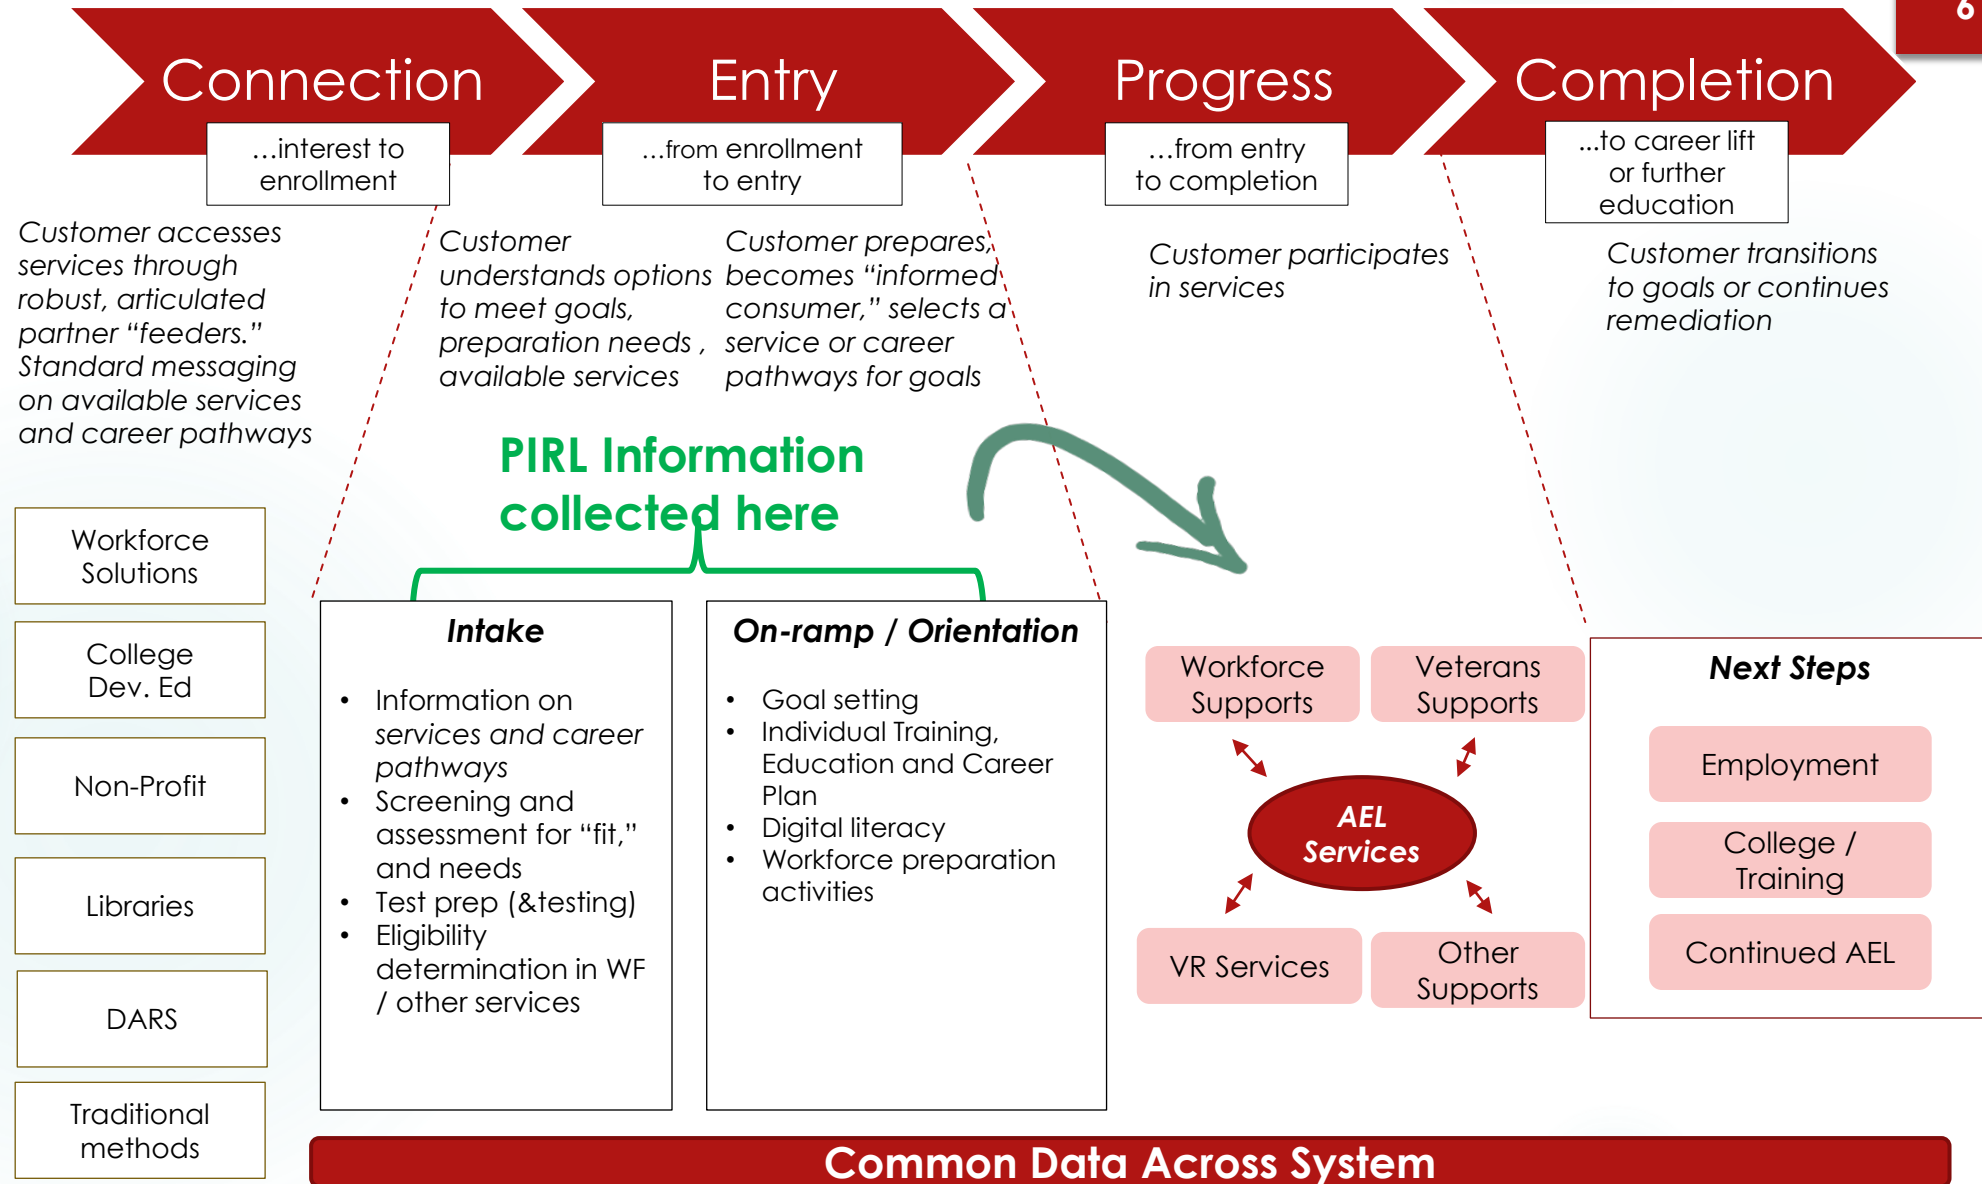 6
Connection
…interest to
enrollment
Entry
…from enrollment
to entry
Progress
…from entry
to completion
Completion
...to career lift
or further
education
Customer accesses
services through
robust, articulated
partner “feeders.”
Standard messaging
on available services
and career pathways
Customer
understands options
to meet goals,
preparation needs ,
available services
Customer prepares,
becomes “informed
consumer,” selects a
service or career
pathways for goals
Customer participates
in services
Customer transitions
to goals or continues
remediation
PIRL Information
collected here
Workforce
Solutions
College
Dev. Ed
Non-Profit
Libraries
DARS
Traditional
methods
Intake
• Information on
services and career
pathways
• Screening and
assessment for “fit,”
and needs
• Test prep (&testing)
• Eligibility
determination in WF
/ other services
On-ramp / Orientation
• Goal setting
• Individual Training,
Education and Career
Plan
• Digital literacy
• Workforce preparation
activities
Workforce
Supports
Veterans
Supports
AEL
Services
VR Services
Other
Supports
Next Steps
Employment
College /
Training
Continued AEL
Common Data Across System